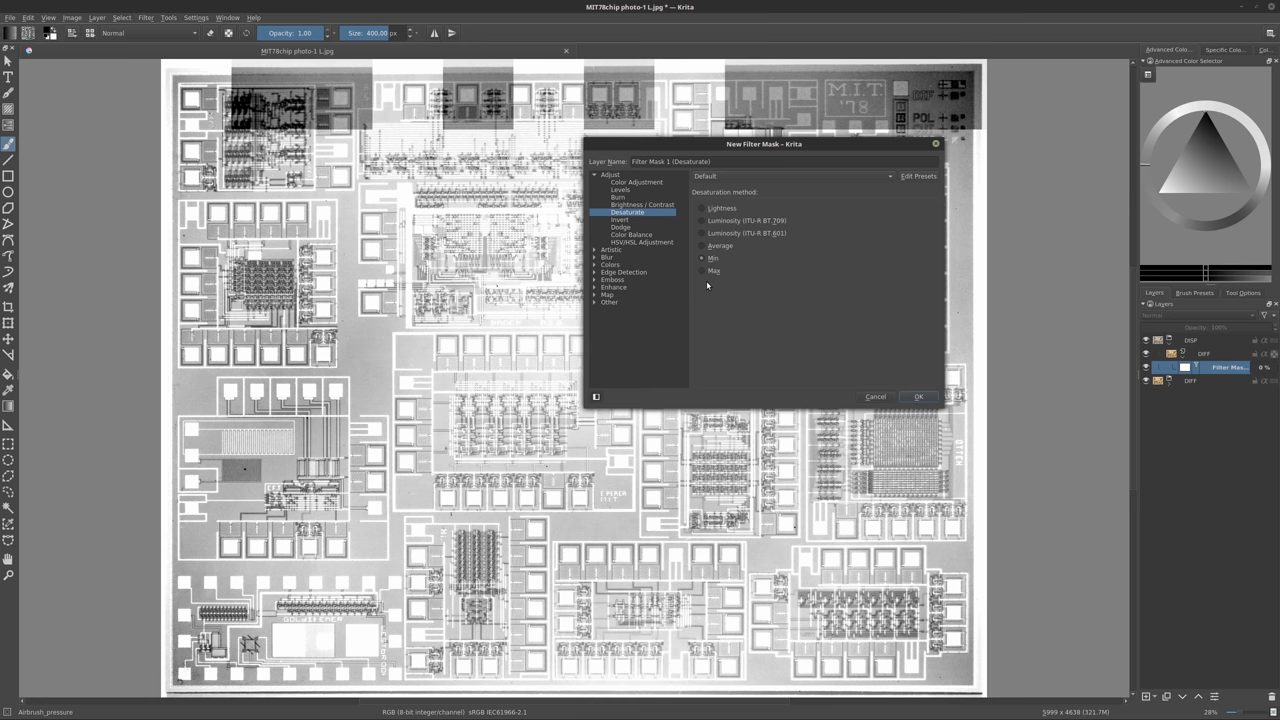 MIT78chip photo-1 L.jpg * — Krita
File Edit View Image Layer Select Filter Tools Settings Window Help
Normal Opacity: 1.00 Size: 400.00 px
MIT78chip photo-1 L.jpg
Advanced Colo... Specific Colo... Col...
Advanced Color Selector
M.I.T.
'78
POL
CUT
New Filter Mask – Krita
Layer Name: Filter Mask 1 (Desaturate)
Adjust
Color Adjustment
Levels
Burn
Brightness / Contrast
Desaturate
Invert
Dodge
Color Balance
HSV/HSL Adjustment
Artistic
Blur
Colors
Edge Detection
Emboss
Enhance
Map
Other
Default Edit Presets
Desaturation method:
Lightness
Luminosity (ITU-R BT.709)
Luminosity (ITU-R BT.601)
Average
Min
Max
Cancel OK
Layers Brush Presets Tool Options
Layers
Normal
Opacity: 100%
DISP
DIFF
Filter Mas... 0 %
DIFF
Airbrush_pressure
RGB (8-bit integer/channel) sRGB IEC61966-2.1
5999 x 4638 (321.7M)
28%